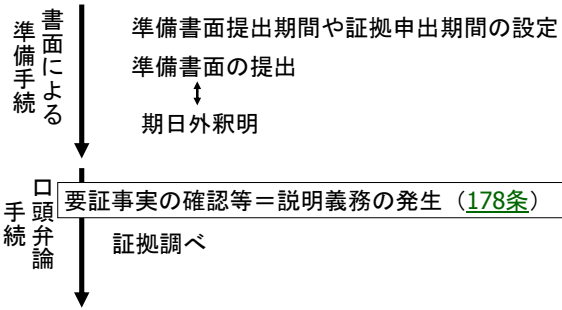 書面による
準備手続
準備書面提出期間や証拠申出期間の設定
準備書面の提出
期日外釈明
口頭弁論
手続
要証事実の確認等＝説明義務の発生（178条）
証拠調べ